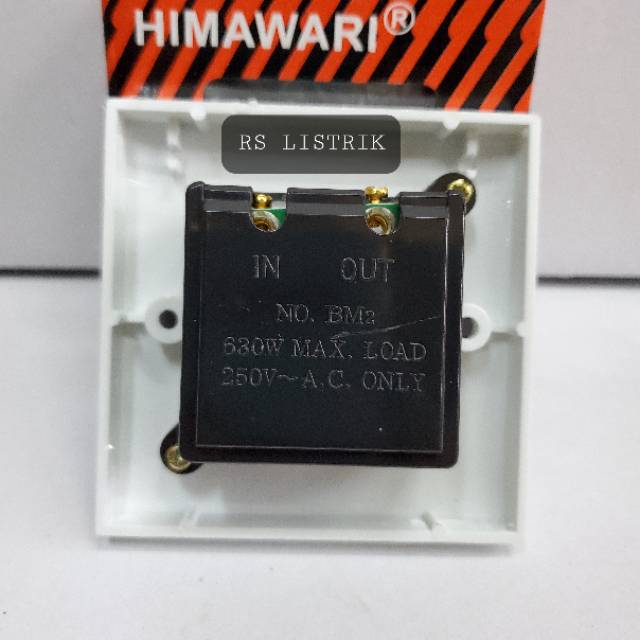 HIMAWARI®
RS LISTRIK
IN OUT
NO. BM2
630W MAX. LOAD
250V~A.C. ONLY